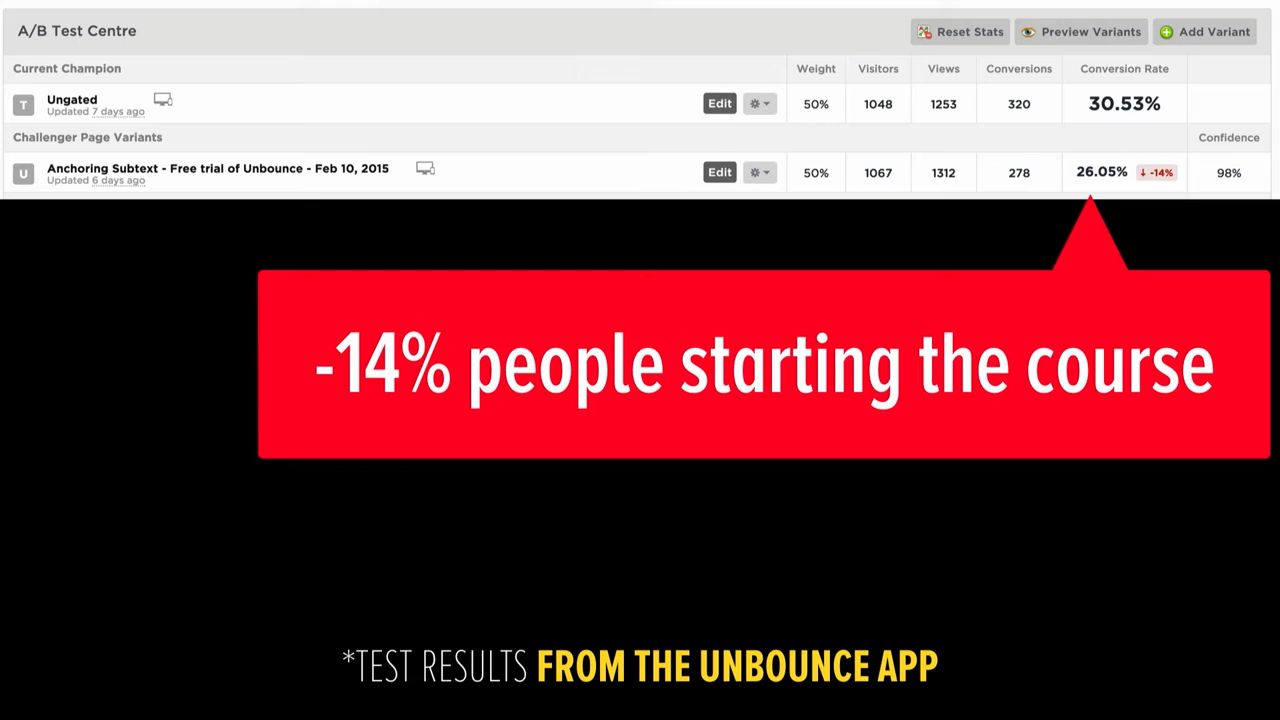 A/B Test Centre
Reset Stats
Preview Variants
Add Variant
Current Champion Weight Visitors Views Conversions Conversion Rate
T Ungated Edit 50% 1048 1253 320 30.53%
Updated 7 days ago
Challenger Page Variants Confidence
U Anchoring Subtext - Free trial of Unbounce - Feb 10, 2015 Edit 50% 1067 1312 278 26.05% ↓ -14% 98%
Updated 6 days ago
-14% people starting the course
*TEST RESULTS FROM THE UNBOUNCE APP